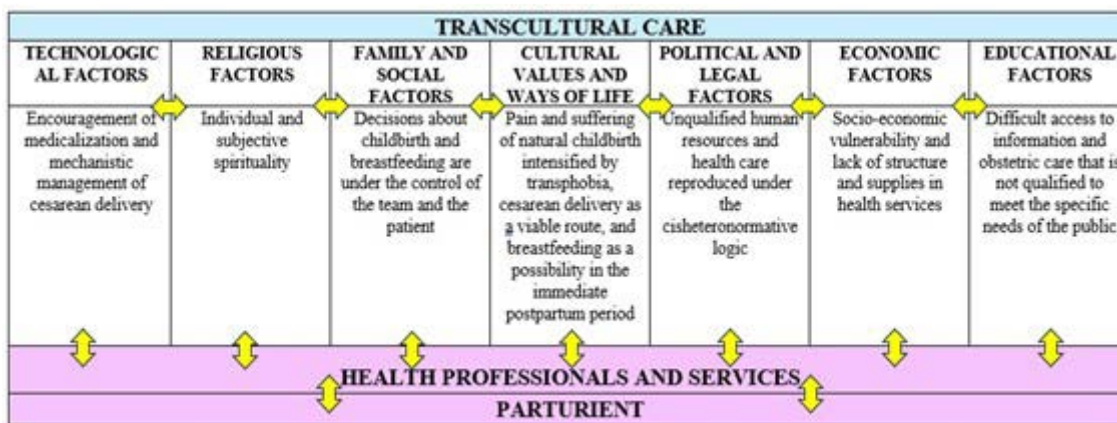 TRANSCULTURAL CARE
TECHNOLOGIC
AL FACTORS
RELIGIOUS
FACTORS
FAMILY AND
SOCIAL
FACTORS
CULTURAL
VALUES AND
WAYS OF LIFE
POLITICAL AND
LEGAL
FACTORS
ECONOMIC
FACTORS
EDUCATIONAL
FACTORS
Encouragement of
medicalization and
mechanistic
management of
cesarean delivery
Individual and
subjective
spirituality
Decisions about
childbirth and
breastfeeding are
under the control of
the team and the
patient
Pain and suffering
of natural childbirth
intensified by
transphobia,
cesarean delivery as
a viable route, and
breastfeeding as a
possibility in the
immediate
postpartum period
Unqualified human
resources and
health care
reproduced under
the
cisheteronormative
logic
Socio-economic
vulnerability and
lack of structure
and supplies in
health services
Difficult access to
information and
obstetric care that is
not qualified to
meet the specific
needs of the public
HEALTH PROFESSIONALS AND SERVICES
PARTURIENT